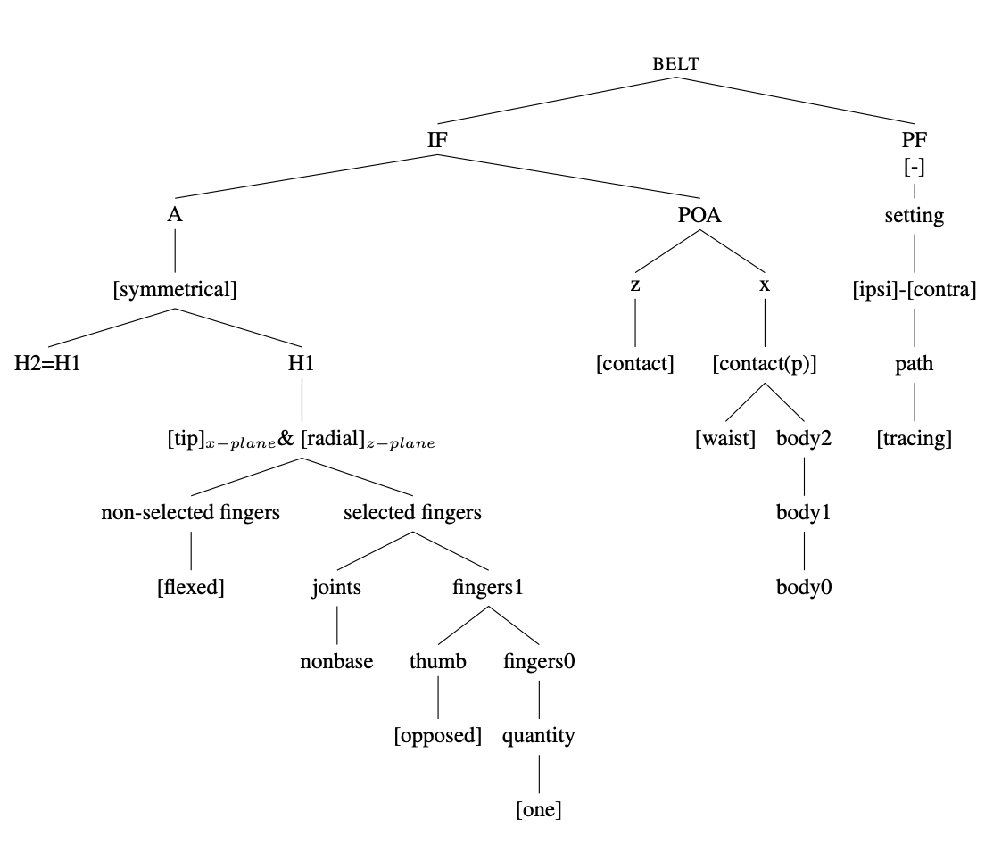 BELT
IF PF
[-]
A POA setting
[symmetrical] z x [ipsi]-[contra]
H2=H1 H1 [contact] [contact(p)] path
[tip]x−plane& [radial]z−plane [waist] body2 [tracing]
non-selected fingers selected fingers body1
[flexed] joints fingers1 body0
nonbase thumb fingers0
[opposed] quantity
[one]